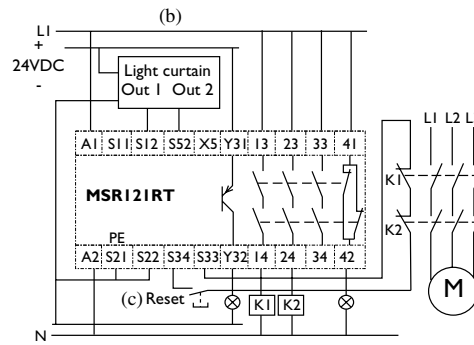 (b)
L1
+
24VDC
-
Light curtain
Out 1 Out 2
A1 S11 S12 S52 X5 Y31 13 23 33 41
MSR121RT
PE
A2 S21 S22 S34 S33 Y32 14 24 34 42
(c) Reset
K1 K2
N
L1 L2 L
K1
K2
M